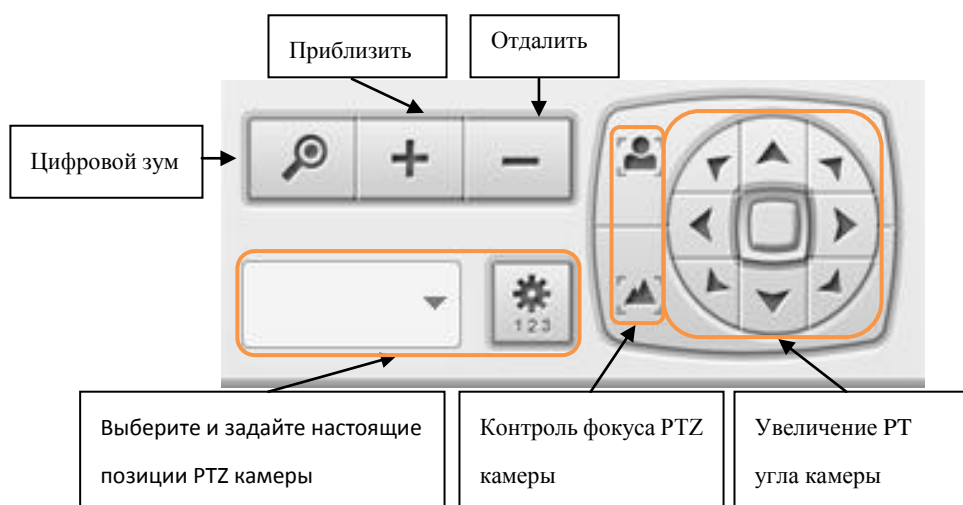 Приблизить
Отдалить
Цифровой зум
123
Выберите и задайте настоящие
позиции PTZ камеры
Контроль фокуса PTZ
камеры
Увеличение PT
угла камеры